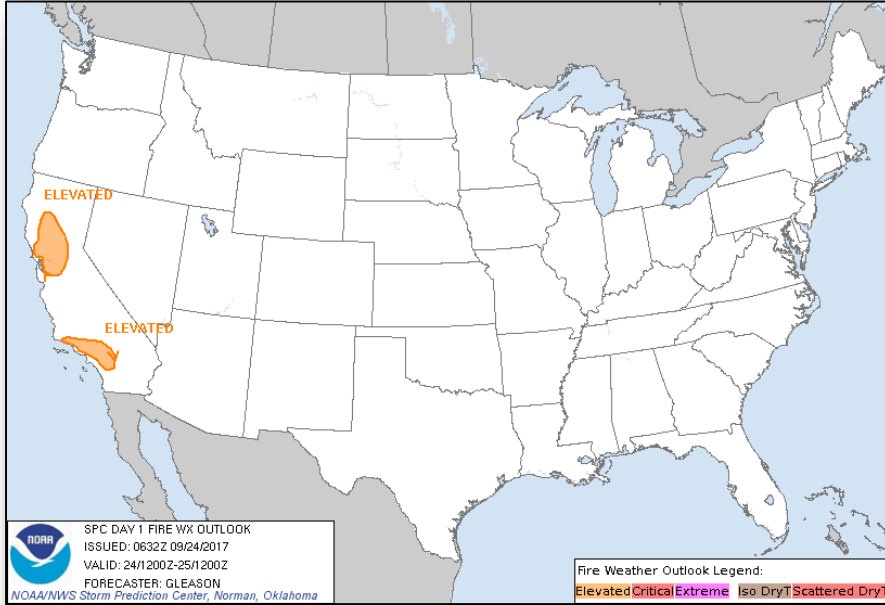 ELEVATED
ELEVATED
NOAA
SPC DAY 1 FIRE WX OUTLOOK
ISSUED: 0632Z 09/24/2017
VALID: 24/1200Z-25/1200Z
FORECASTER: GLEASON
NOAA/NWS Storm Prediction Center, Norman, Oklahoma
Fire Weather Outlook Legend:
Elevated Critical Extreme Iso DryT Scattered DryT